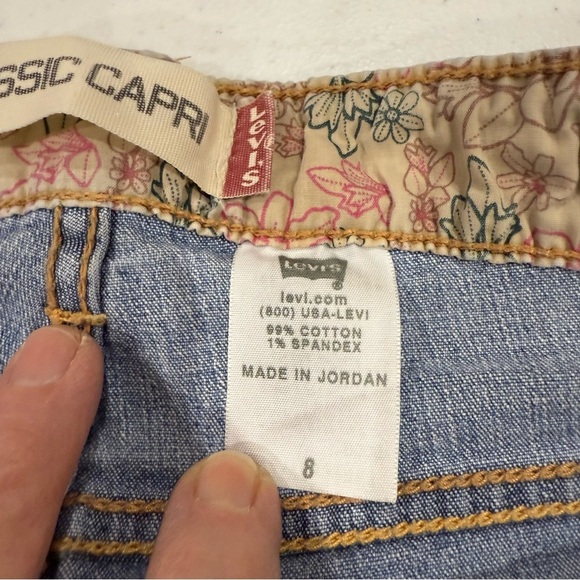 SSIC CAPRI
Levi's
LEVI'S
levi.com
(800) USA-LEVI
99% COTTON
1% SPANDEX
MADE IN JORDAN
8